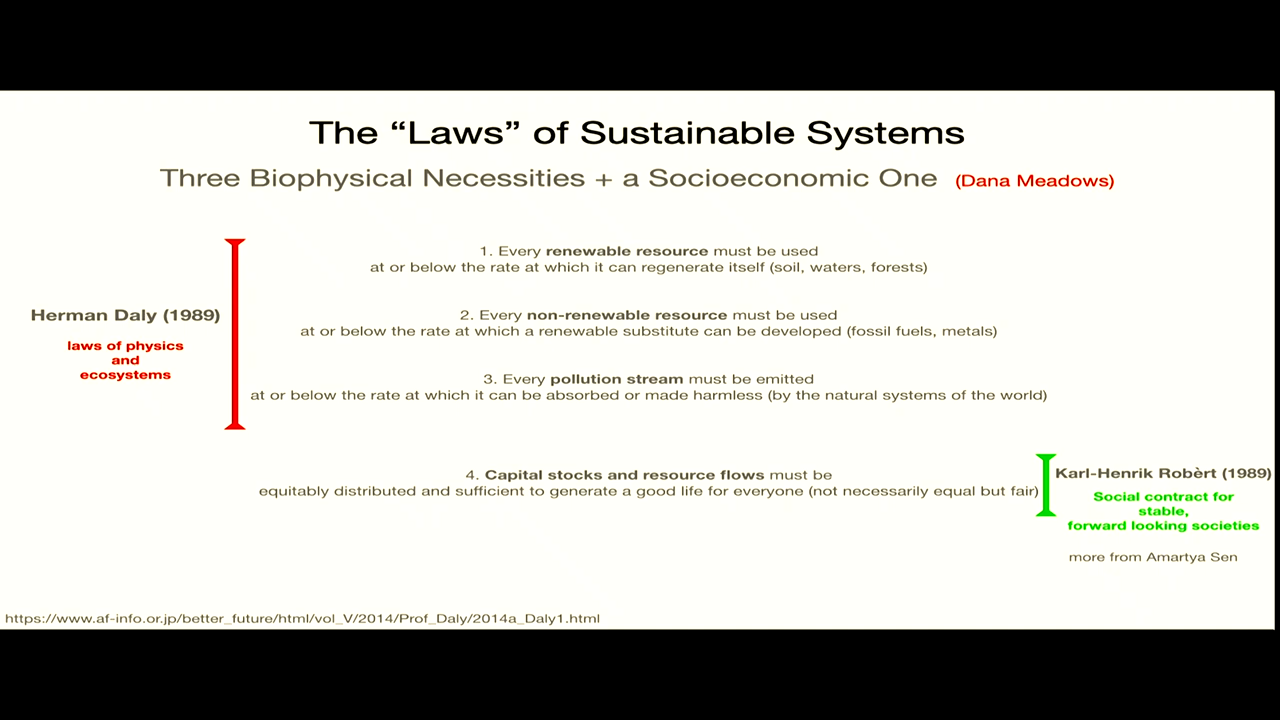 The “Laws” of Sustainable Systems
Three Biophysical Necessities + a Socioeconomic One (Dana Meadows)
1. Every renewable resource must be used
at or below the rate at which it can regenerate itself (soil, waters, forests)
Herman Daly (1989)
laws of physics
and
ecosystems
2. Every non-renewable resource must be used
at or below the rate at which a renewable substitute can be developed (fossil fuels, metals)
3. Every pollution stream must be emitted
at or below the rate at which it can be absorbed or made harmless (by the natural systems of the world)
4. Capital stocks and resource flows must be
equitably distributed and sufficient to generate a good life for everyone (not necessarily equal but fair)
Karl-Henrik Robèrt (1989)
Social contract for
stable,
forward looking societies
more from Amartya Sen
https://www.af-info.or.jp/better_future/html/vol_V/2014/Prof_Daly/2014a_Daly1.html